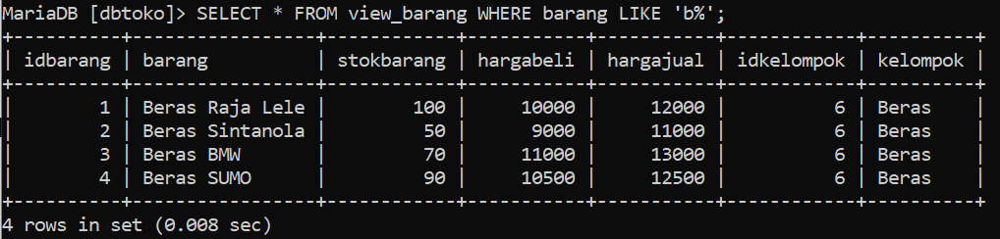 MariaDB [dbtoko]> SELECT * FROM view_barang WHERE barang LIKE 'b%';
+----------+-----------------+------------+-----------+-----------+------------+----------+
| idbarang | barang          | stokbarang | hargabeli | hargajual | idkelompok | kelompok |
+----------+-----------------+------------+-----------+-----------+------------+----------+
|        1 | Beras Raja Lele |        100 |     10000 |     12000 |          6 | Beras    |
|        2 | Beras Sintanola |         50 |      9000 |     11000 |          6 | Beras    |
|        3 | Beras BMW       |         70 |     11000 |     13000 |          6 | Beras    |
|        4 | Beras SUMO      |         90 |     10500 |     12500 |          6 | Beras    |
+----------+-----------------+------------+-----------+-----------+------------+----------+
4 rows in set (0.008 sec)